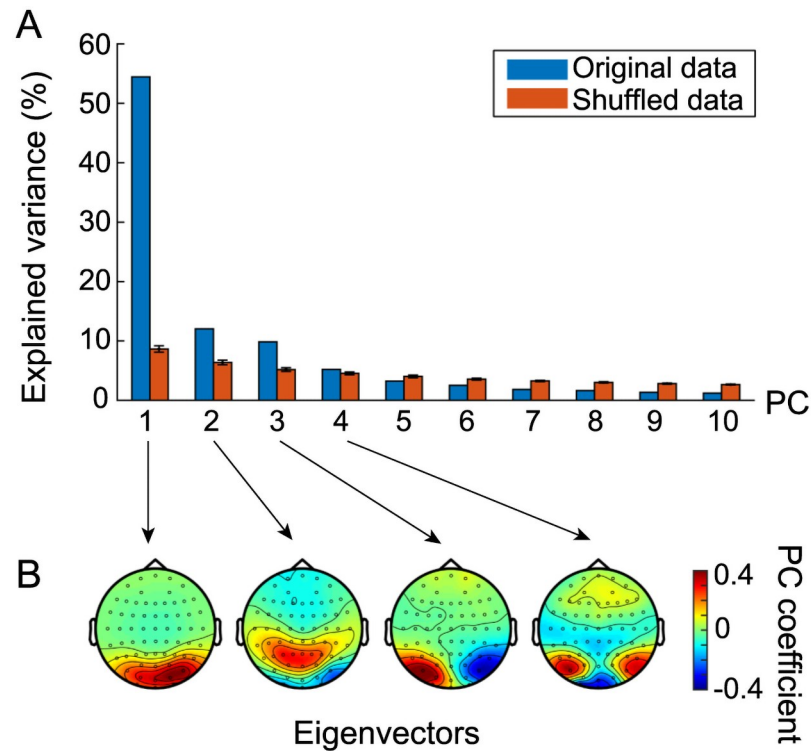 A
Explained variance (%)
60
50
40
30
20
10
0
Original data
Shuffled data
1 2 3 4 5 6 7 8 9 10 PC
B
0.4
0
-0.4
PC coefficient
Eigenvectors